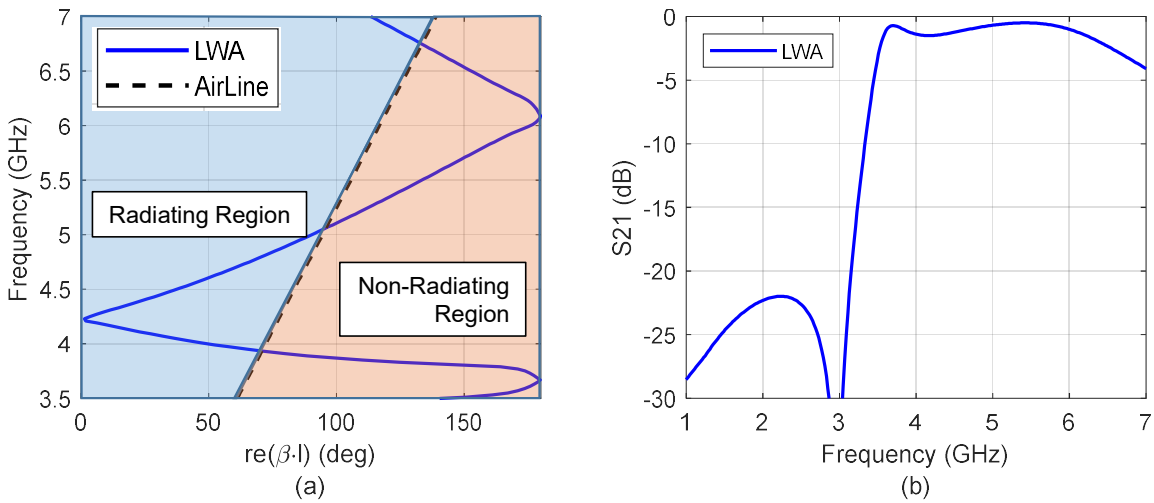 7
6.5
6
5.5
5
4.5
4
3.5
Frequency (GHz)
LWA
AirLine
Radiating Region
Non-Radiating
Region
0
50
100
150
re(β·l) (deg)
(a)
0
-5
-10
-15
-20
-25
-30
S21 (dB)
LWA
1
2
3
4
5
6
7
Frequency (GHz)
(b)